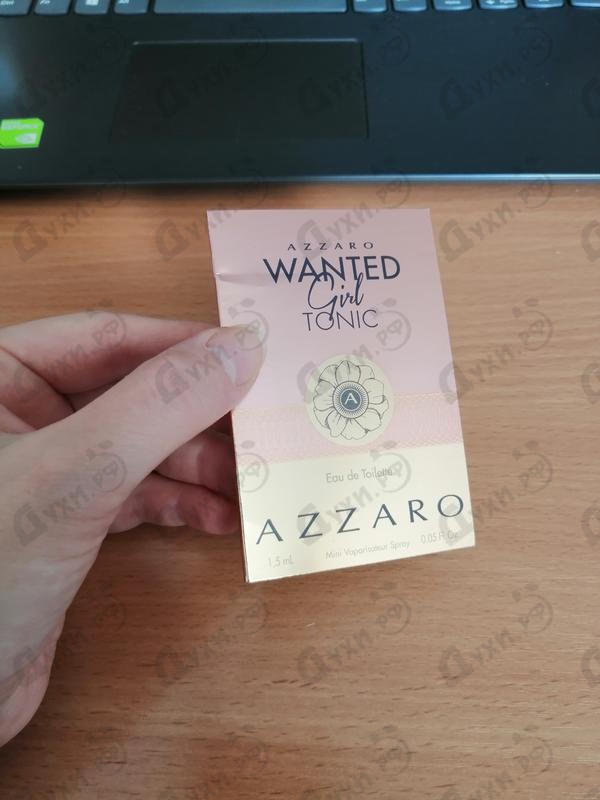 AZZARO
WANTED
Girl
TONIC
A
Eau de Toilette
AZZARO
1,5 mL Mini Vaporisateur Spray 0.05 Fl. Oz.
духи.рф